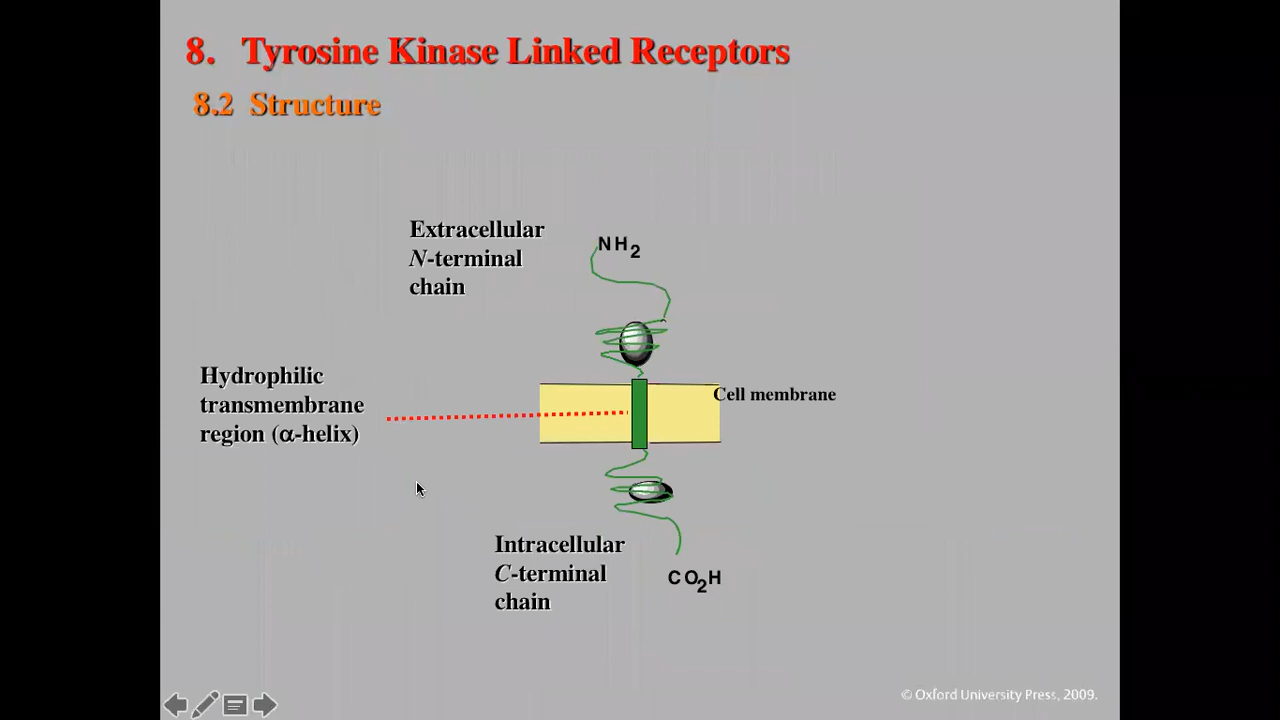 8. Tyrosine Kinase Linked Receptors
8.2 Structure
Extracellular
N-terminal
chain
NH2
Hydrophilic
transmembrane
region (α-helix)
Cell membrane
Intracellular
C-terminal
chain
CO2H
© Oxford University Press, 2009.